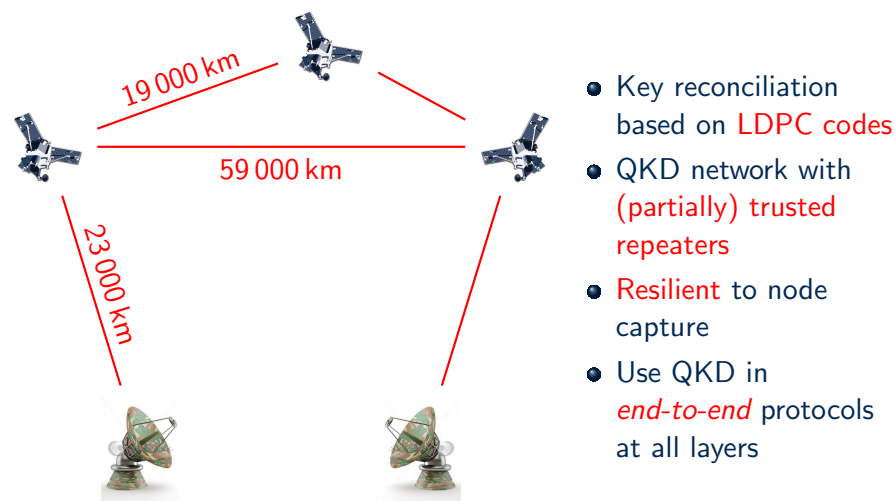 19 000 km
59 000 km
23 000 km
Key reconciliation
based on LDPC codes
QKD network with
(partially) trusted
repeaters
Resilient to node
capture
Use QKD in
end-to-end protocols
at all layers